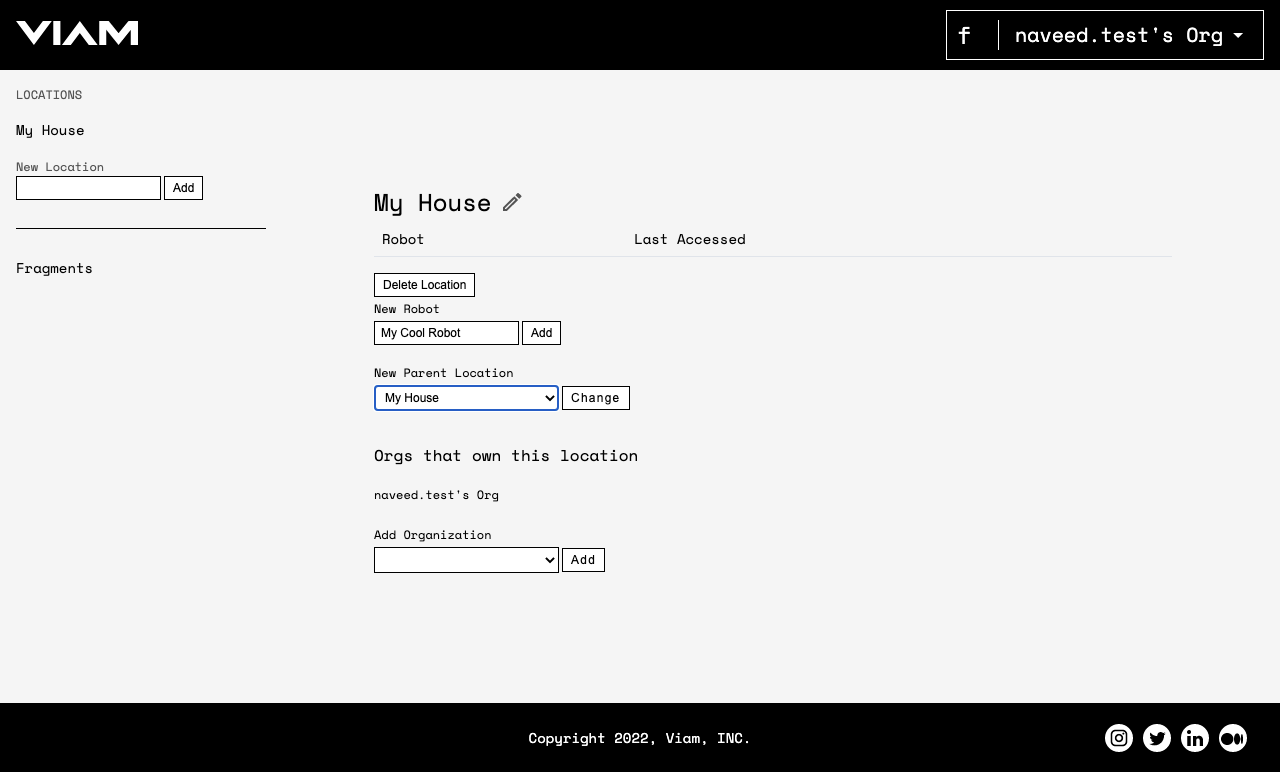 VIAM
f
naveed.test's Org
LOCATIONS
My House
New Location
Add
Fragments
My House
Robot
Last Accessed
Delete Location
New Robot
My Cool Robot
Add
New Parent Location
My House
Change
Orgs that own this location
naveed.test's Org
Add Organization
Add
Copyright 2022, Viam, INC.
in